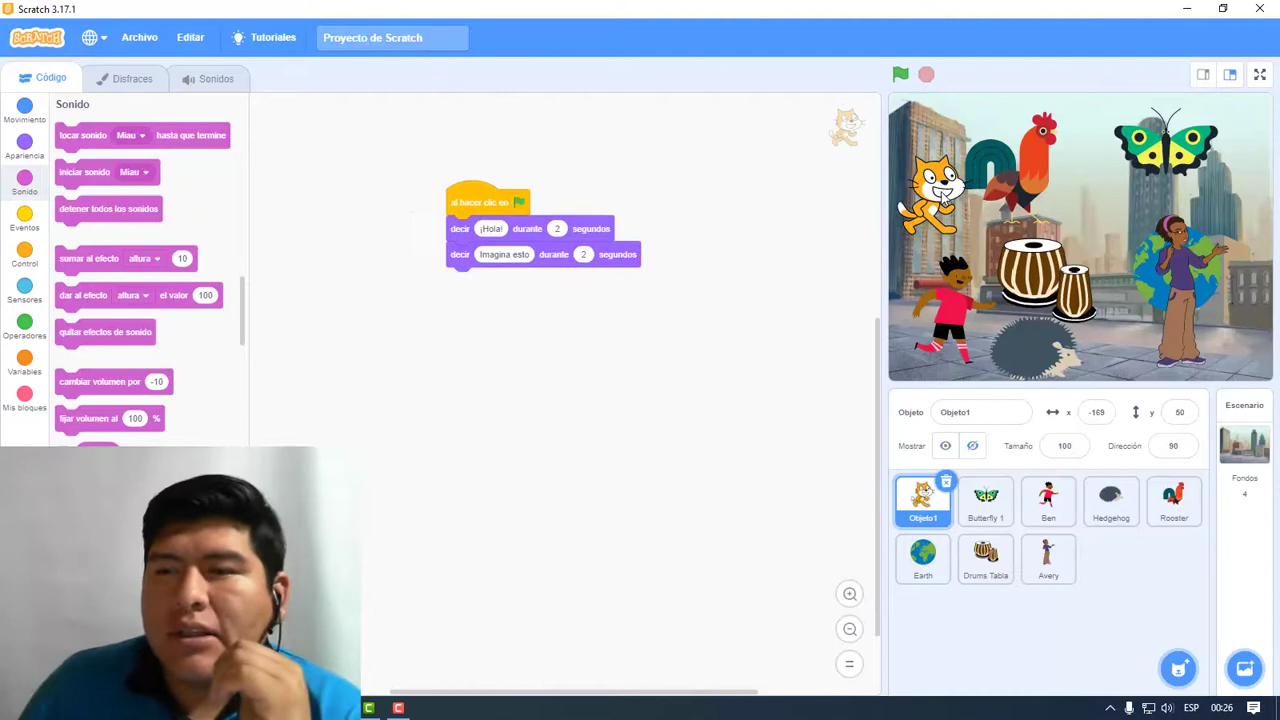 Scratch 3.17.1
SCRATCH
Archivo
Editar
Tutoriales
Proyecto de Scratch
Código
Disfraces
Sonidos
Movimiento
Apariencia
Sonido
Eventos
Control
Sensores
Operadores
Variables
Mis bloques
Sonido
tocar sonido Miau hasta que termine
iniciar sonido Miau
detener todos los sonidos
sumar al efecto altura 10
dar al efecto altura el valor 100
quitar efectos de sonido
cambiar volumen por -10
fijar volumen al 100 %
al hacer clic en
decir ¡Hola! durante 2 segundos
decir Imagina esto durante 2 segundos
Objeto Objeto1 x -169 y 50
Mostrar Tamaño 100 Dirección 90
Objeto1
Butterfly 1
Ben
Hedgehog
Rooster
Earth
Drums Tabla
Avery
Escenario
Fondos
4
ESP 00:26